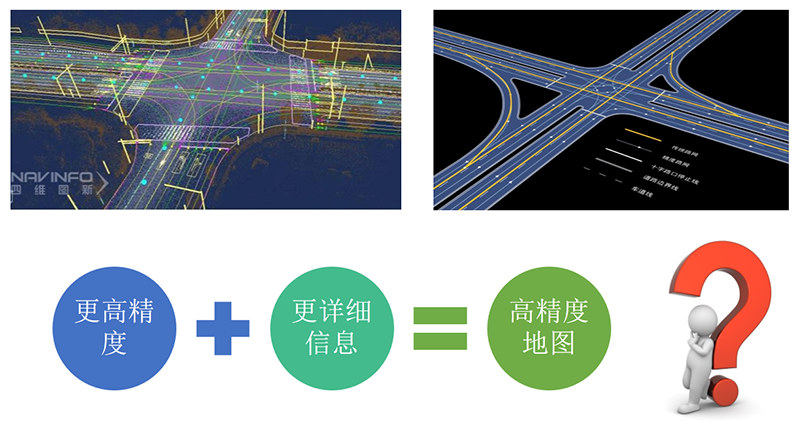 NAVINFO
四维图新
传统路网
精度路网
十字路口停止线
道路边界线
车道线
更高精
度
更详细
信息
高精度
地图